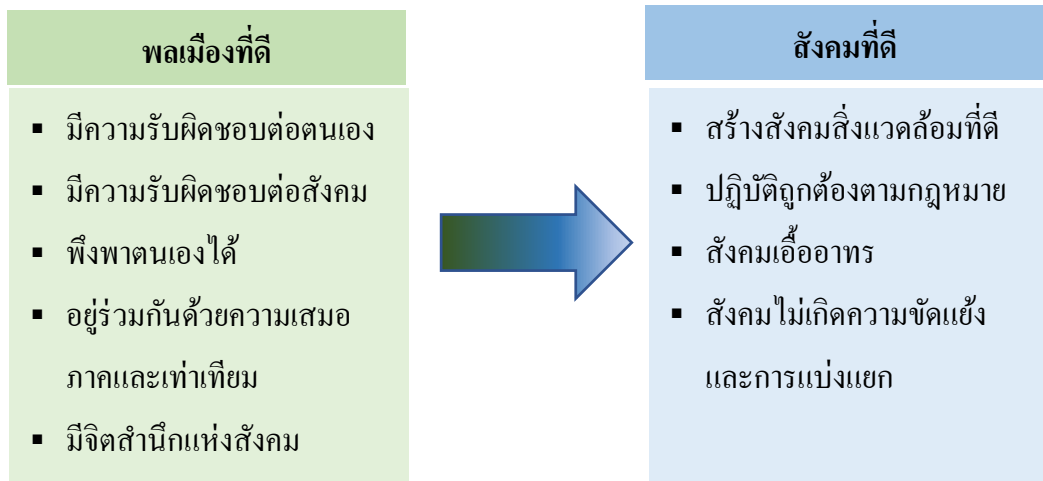 พลเมืองที่ดี
▪ มีความรับผิดชอบต่อตนเอง
▪ มีความรับผิดชอบต่อสังคม
▪ พึงพาตนเองได้
▪ อยู่ร่วมกันด้วยความเสมอ
ภาคและเท่าเทียม
▪ มีจิตสำนึกแห่งสังคม
สังคมที่ดี
▪ สร้างสังคมสิ่งแวดล้อมที่ดี
▪ ปฏิบัติถูกต้องตามกฎหมาย
▪ สังคมเอื้ออาทร
▪ สังคมไม่เกิดความขัดแย้ง
และการแบ่งแยก